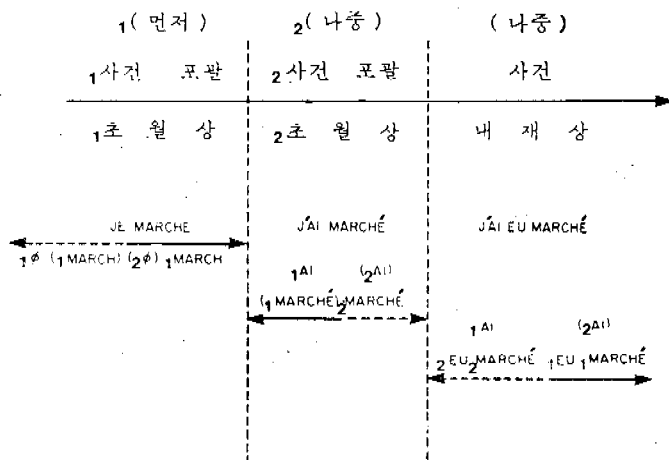 1(먼저) 2(나중) (나중)
1사건 포괄 2사건 포괄 사건
1초월상 2초월상 내재상
JE MARCHE J'AI MARCHÉ J'AI EU MARCHÉ
1ø (1MARCH) (2ø) 1MARCH
1AI (2AI)
(1MARCHÉ) 2MARCHÉ
1AI (2AI)
2EU 2MARCHÉ 1EU 1MARCHÉ